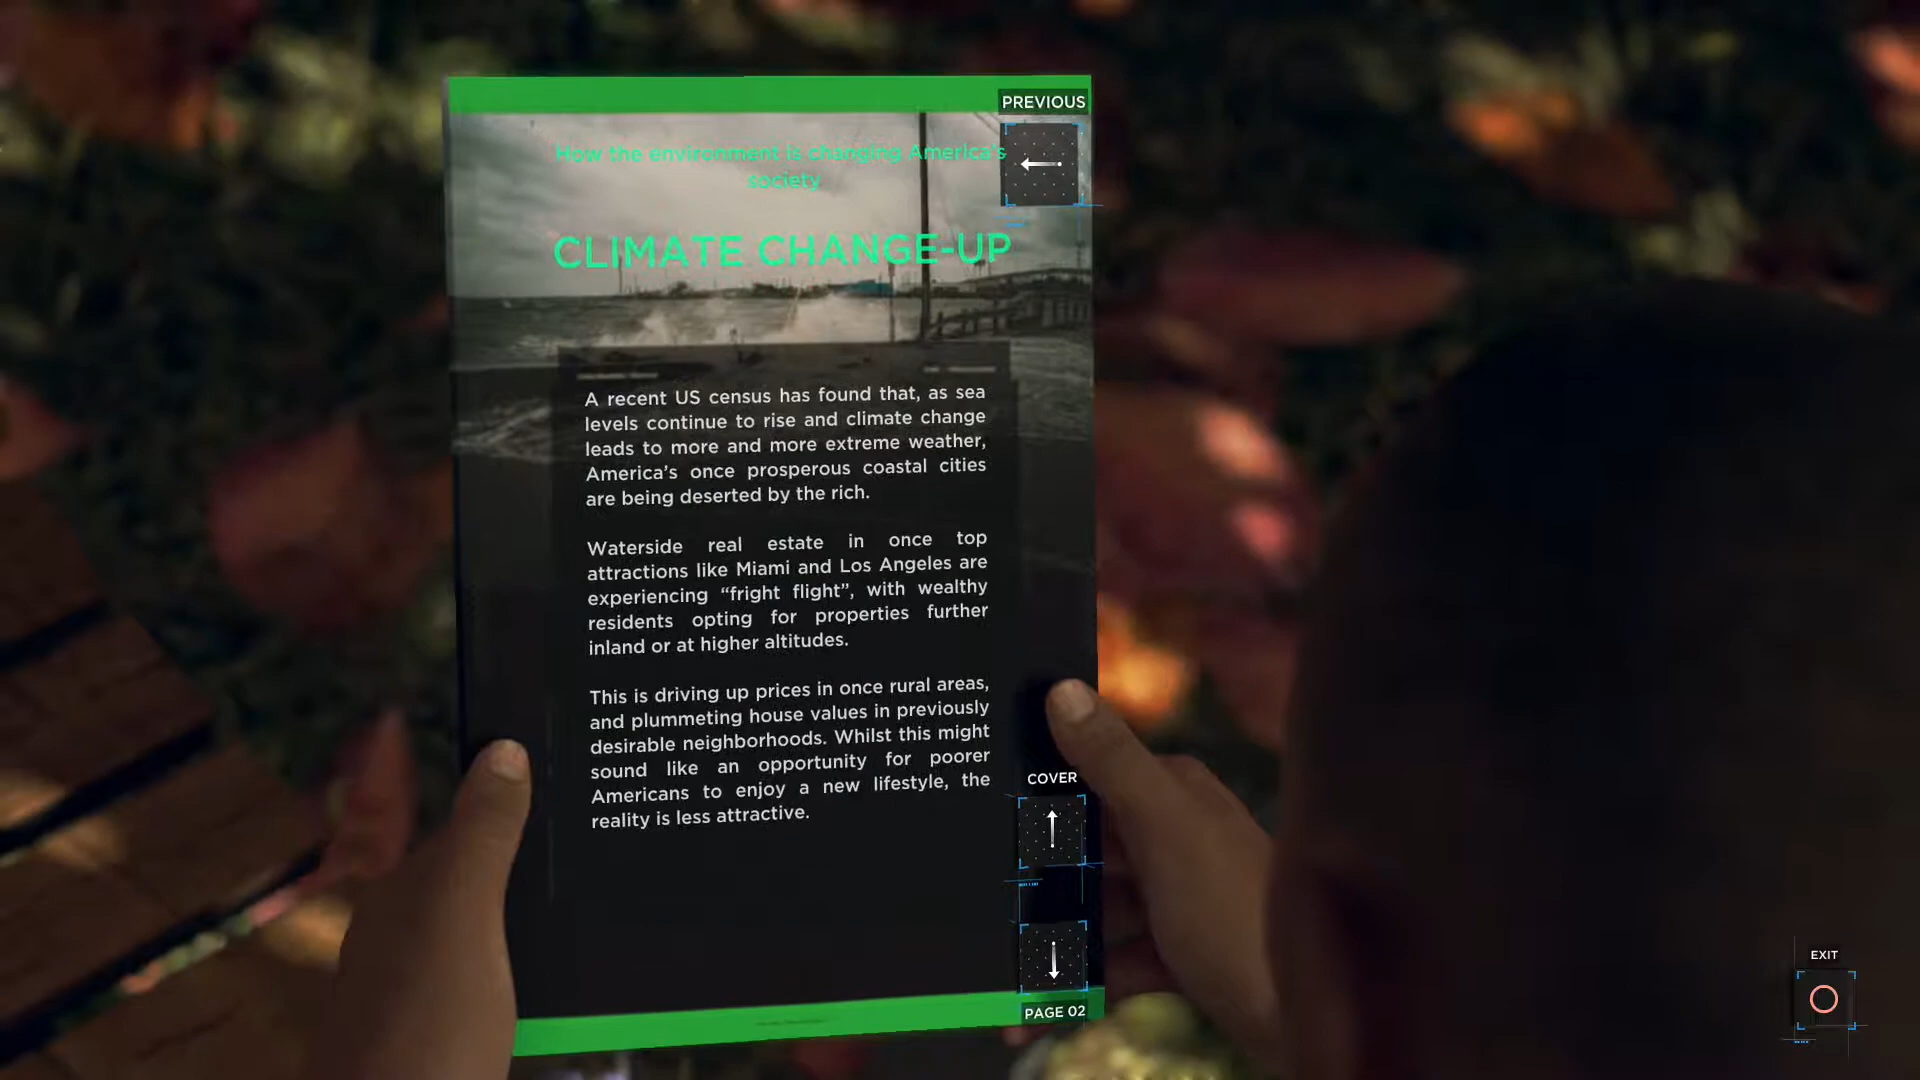 PREVIOUS
How the environment is changing America's
society
CLIMATE CHANGE-UP
A recent US census has found that, as sea
levels continue to rise and climate change
leads to more and more extreme weather,
America's once prosperous coastal cities
are being deserted by the rich.
Waterside real estate in once top
attractions like Miami and Los Angeles are
experiencing “fright flight”, with wealthy
residents opting for properties further
inland or at higher altitudes.
This is driving up prices in once rural areas,
and plummeting house values in previously
desirable neighborhoods. Whilst this might
sound like an opportunity for poorer
Americans to enjoy a new lifestyle, the
reality is less attractive.
COVER
PAGE 02
EXIT